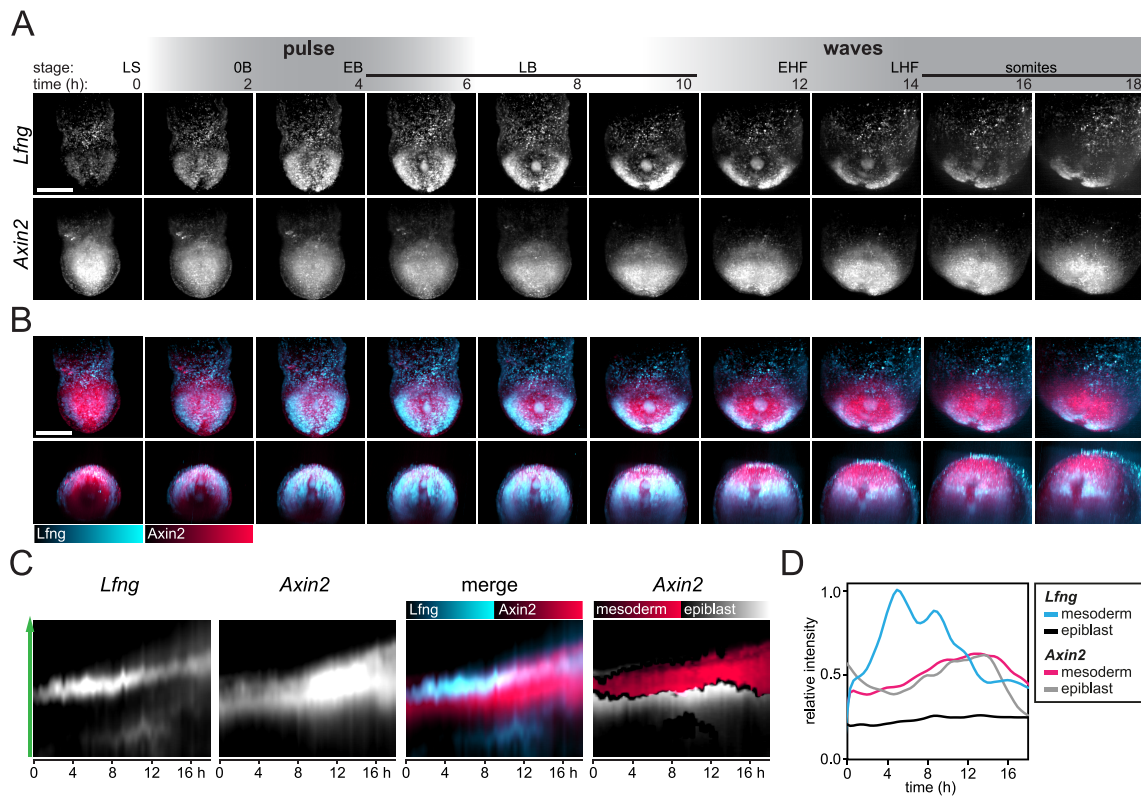 A
pulse
waves
stage: LS 0B EB LB EHF LHF somites
time (h): 0 2 4 6 8 10 12 14 16 18
Lfng
Axin2
B
Lfng Axin2
C
Lfng Axin2 merge Axin2
Lfng Axin2 mesoderm epiblast
0 4 8 12 16 h 0 4 8 12 16 h 0 4 8 12 16 h 0 4 8 12 16 h
D
relative intensity
1.0
0.5
0.0
0 4 8 12 16
time (h)
Lfng
mesoderm
epiblast
Axin2
mesoderm
epiblast